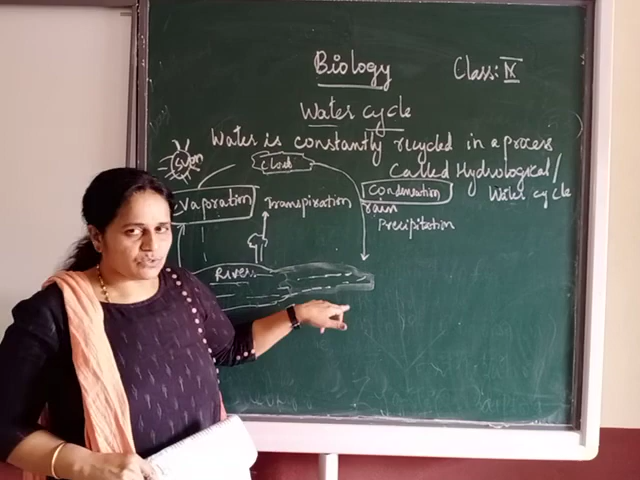 Biology
Class: IX
Water cycle
Water is constantly recycled in a process
Called Hydrological/
Water cycle
Sun
Cloud
Condensation
vaporation
Transpiration
rain
Precipitation
River